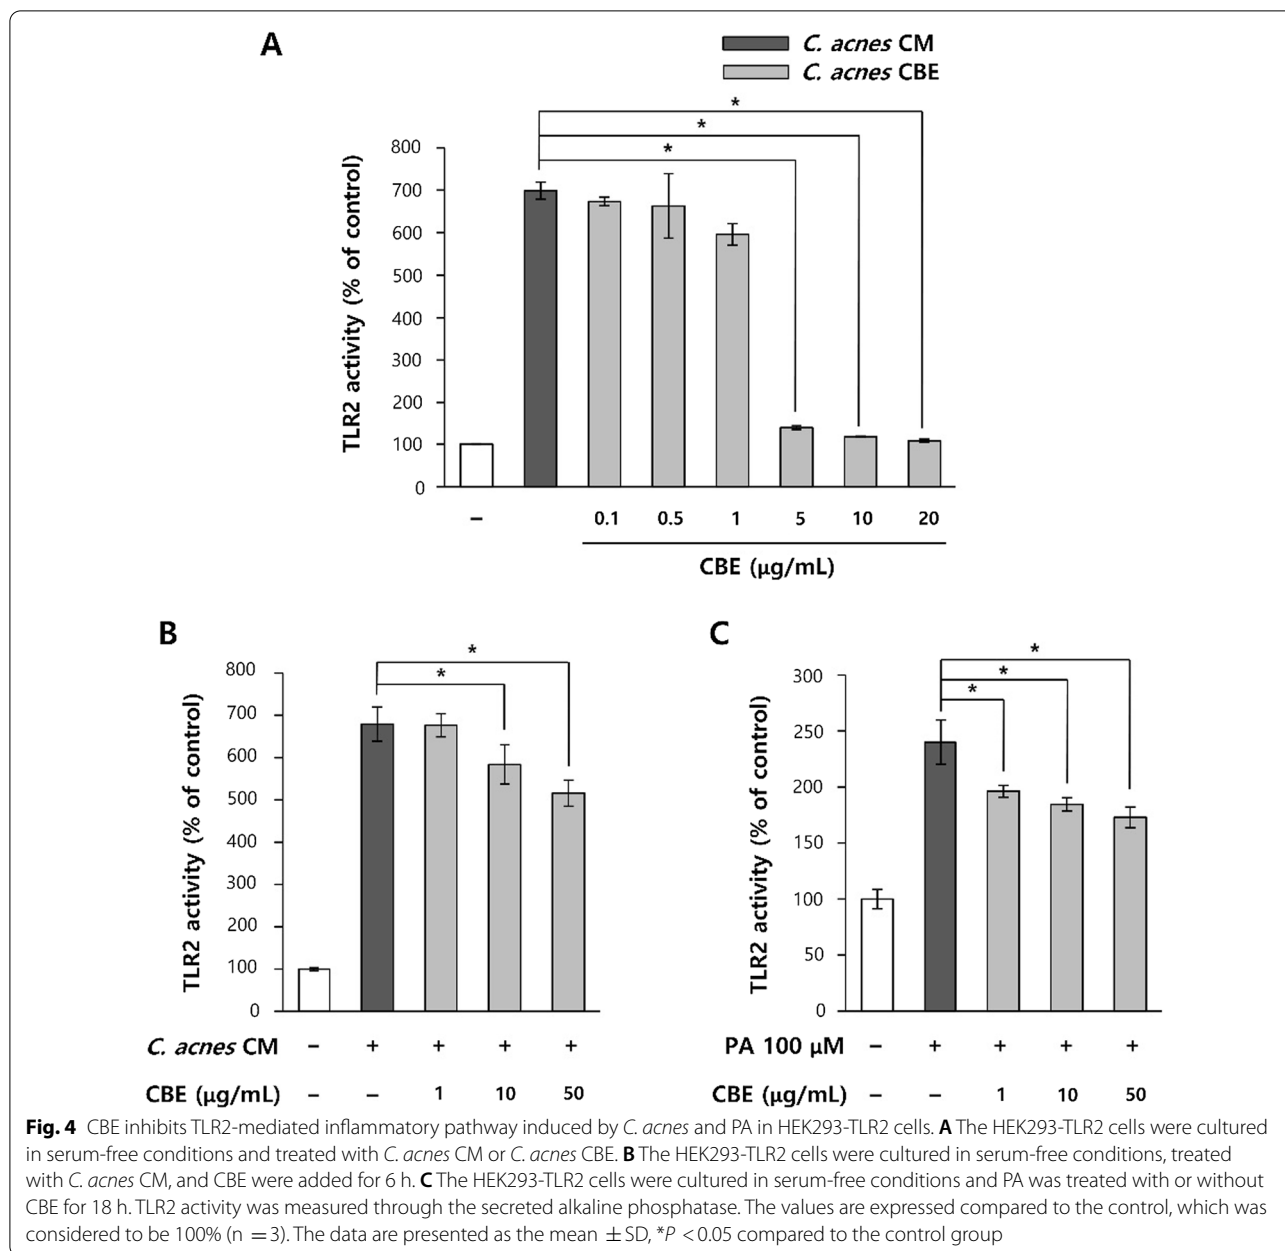 A
C. acnes CM
C. acnes CBE
*
*
*
TLR2 activity (% of control)
800
700
600
500
400
300
200
100
0
–
0.1 0.5 1 5 10 20
CBE (μg/mL)
B
*
*
TLR2 activity (% of control)
800
700
600
500
400
300
200
100
0
C. acnes CM – + + + +
CBE (μg/mL) – – 1 10 50
C
*
*
*
TLR2 activity (% of control)
300
250
200
150
100
50
0
PA 100 μM – + + + +
CBE (μg/mL) – – 1 10 50
Fig. 4 CBE inhibits TLR2-mediated inflammatory pathway induced by C. acnes and PA in HEK293-TLR2 cells. A The HEK293-TLR2 cells were cultured
in serum-free conditions and treated with C. acnes CM or C. acnes CBE. B The HEK293-TLR2 cells were cultured in serum-free conditions, treated
with C. acnes CM, and CBE were added for 6 h. C The HEK293-TLR2 cells were cultured in serum-free conditions and PA was treated with or without
CBE for 18 h. TLR2 activity was measured through the secreted alkaline phosphatase. The values are expressed compared to the control, which was
considered to be 100% (n = 3). The data are presented as the mean ± SD, *P < 0.05 compared to the control group